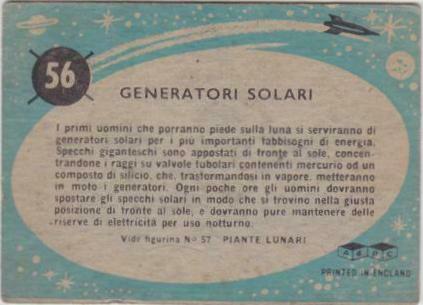 56
GENERATORI SOLARI
I primi uomini che porranno piede sulla luna si serviranno di
generatori solari per i più importanti fabbisogni di energia.
Specchi giganteschi sono appostati di fronte al sole, concen-
trandone i raggi su valvole tubolari contenenti mercurio od un
composto di silicio, che, trasformandosi in vapore, metteranno
in moto i generatori. Ogni poche ore gli uomini dovranno
spostare gli specchi solari in modo che si trovino nella giusta
posizione di fronte al sole, e dovranno pure mantenere delle
riserve di elettricità per uso notturno.
Vidi figurina No 57 PIANTE LUNARI
A B P C
PRINTED IN ENGLAND